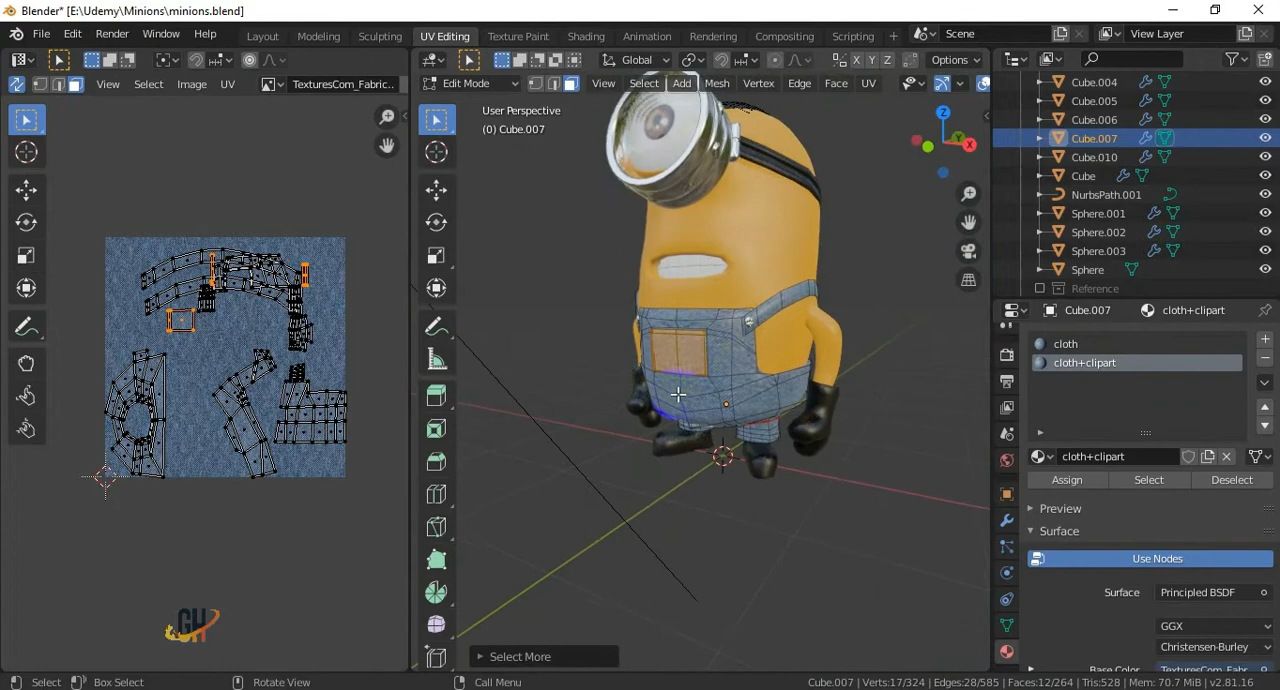 Blender* [E:\Udemy\Minions\minions.blend]
File Edit Render Window Help Layout Modeling Sculpting UV Editing Texture Paint Shading Animation Rendering Compositing Scripting + Scene View Layer
Global X Y Z Options
View Select Image UV TexturesCom_Fabric..
Edit Mode View Select Add Mesh Vertex Edge Face UV
User Perspective
(0) Cube.007
Z
Y
X
GH
Select More
Cube.004
Cube.005
Cube.006
Cube.007
Cube.010
Cube
NurbsPath.001
Sphere.001
Sphere.002
Sphere.003
Sphere
Reference
Cube.007 cloth+clipart
cloth
cloth+clipart
cloth+clipart
Assign Select Deselect
Preview
Surface
Use Nodes
Surface Principled BSDF
GGX
Christensen-Burley
Base Color TexturesCom_Fabr..
Select Box Select Rotate View Call Menu Cube.007 | Verts:17/324 | Edges:28/585 | Faces:12/264 | Tris:528 | Mem: 70.7 MiB | v2.81.16